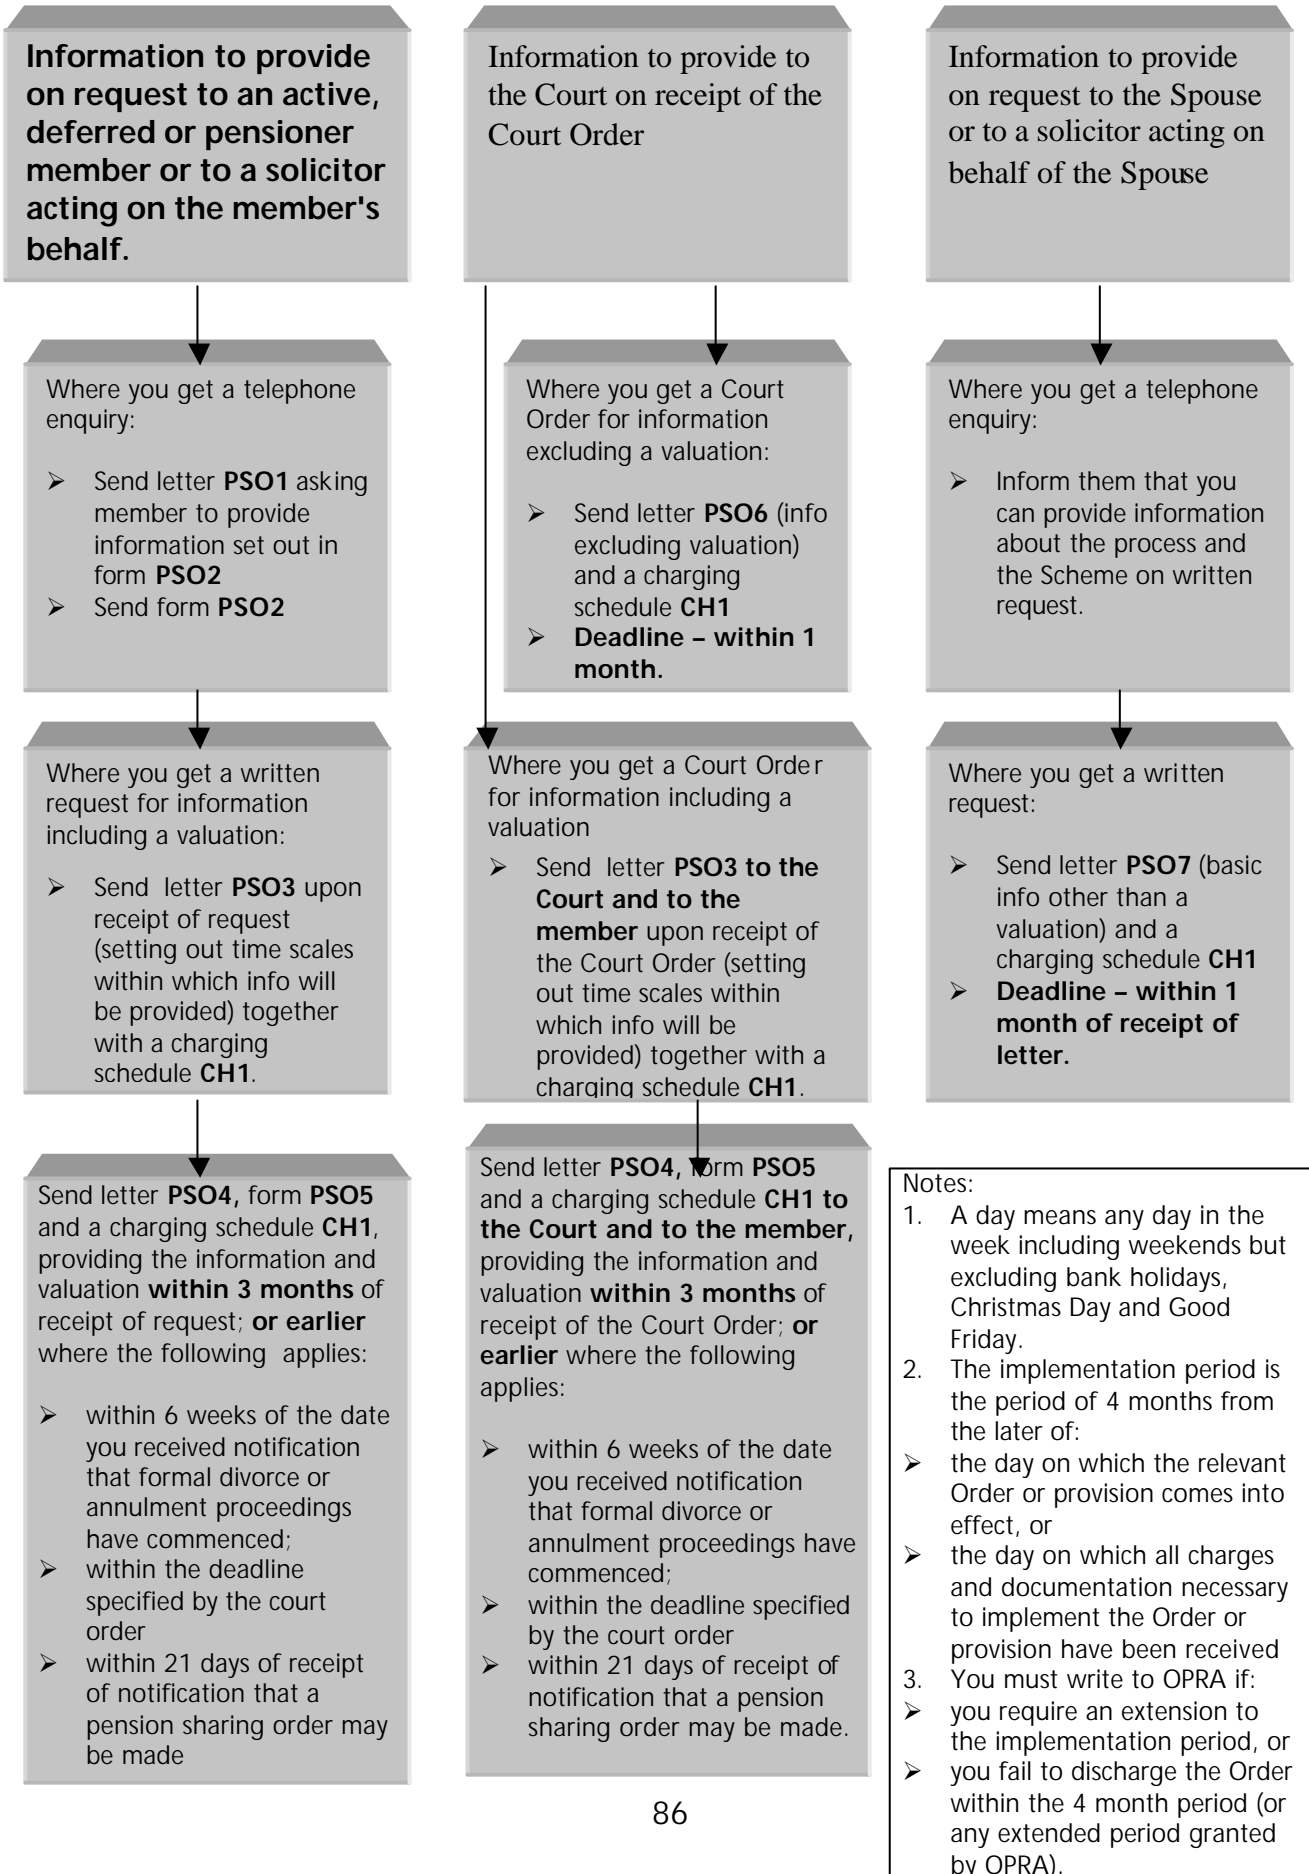 Information to provide
on request to an active,
deferred or pensioner
member or to a solicitor
acting on the member's
behalf.
Where you get a telephone
enquiry:
➢ Send letter PSO1 asking
member to provide
information set out in
form PSO2
➢ Send form PSO2
Where you get a written
request for information
including a valuation:
➢ Send letter PSO3 upon
receipt of request
(setting out time scales
within which info will
be provided) together
with a charging
schedule CH1.
Send letter PSO4, form PSO5
and a charging schedule CH1,
providing the information and
valuation within 3 months of
receipt of request; or earlier
where the following applies:
➢ within 6 weeks of the date
you received notification
that formal divorce or
annulment proceedings
have commenced;
➢ within the deadline
specified by the court
order
➢ within 21 days of receipt
of notification that a
pension sharing order may
be made
Information to provide to
the Court on receipt of the
Court Order
Where you get a Court
Order for information
excluding a valuation:
➢ Send letter PSO6 (info
excluding valuation)
and a charging
schedule CH1
➢ Deadline – within 1
month.
Where you get a Court Order
for information including a
valuation
➢ Send letter PSO3 to the
Court and to the
member upon receipt of
the Court Order (setting
out time scales within
which info will be
provided) together with a
charging schedule CH1.
Send letter PSO4, form PSO5
and a charging schedule CH1 to
the Court and to the member,
providing the information and
valuation within 3 months of
receipt of the Court Order; or
earlier where the following
applies:
➢ within 6 weeks of the date
you received notification
that formal divorce or
annulment proceedings have
commenced;
➢ within the deadline specified
by the court order
➢ within 21 days of receipt of
notification that a pension
sharing order may be made.
Information to provide
on request to the Spouse
or to a solicitor acting on
behalf of the Spouse
Where you get a telephone
enquiry:
➢ Inform them that you
can provide information
about the process and
the Scheme on written
request.
Where you get a written
request:
➢ Send letter PSO7 (basic
info other than a
valuation) and a
charging schedule CH1
➢ Deadline – within 1
month of receipt of
letter.
Notes:
1. A day means any day in the
week including weekends but
excluding bank holidays,
Christmas Day and Good
Friday.
2. The implementation period is
the period of 4 months from
the later of:
➢ the day on which the relevant
Order or provision comes into
effect, or
➢ the day on which all charges
and documentation necessary
to implement the Order or
provision have been received
3. You must write to OPRA if:
➢ you require an extension to
the implementation period, or
➢ you fail to discharge the Order
within the 4 month period (or
any extended period granted
by OPRA).
86